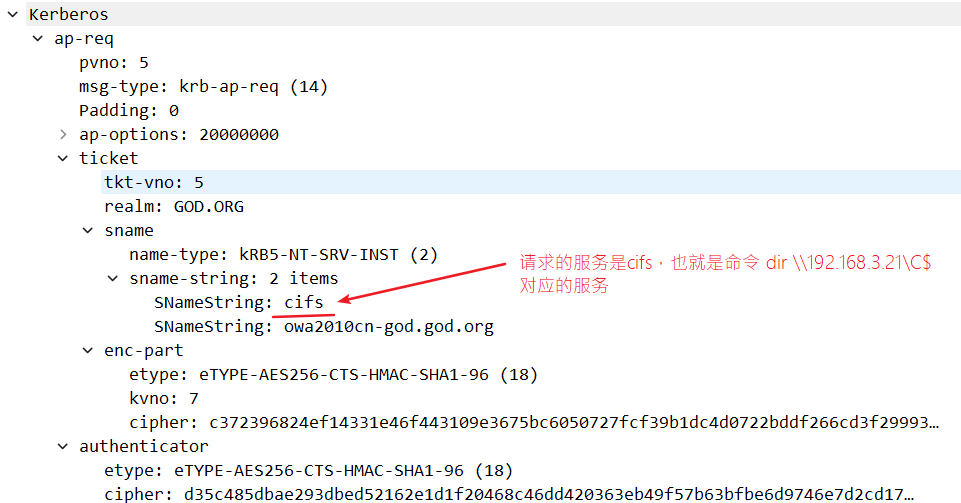 Kerberos
ap-req
pvno: 5
msg-type: krb-ap-req (14)
Padding: 0
ap-options: 20000000
ticket
tkt-vno: 5
realm: GOD.ORG
sname
name-type: kRB5-NT-SRV-INST (2)
sname-string: 2 items
SNameString: cifs
SNameString: owa2010cn-god.god.org
请求的服务是cifs，也就是命令 dir \\192.168.3.21\C$
对应的服务
enc-part
etype: eTYPE-AES256-CTS-HMAC-SHA1-96 (18)
kvno: 7
cipher: c372396824ef14331e46f443109e3675bc6050727fcf39b1dc4d0722bddf266cd3f29993…
authenticator
etype: eTYPE-AES256-CTS-HMAC-SHA1-96 (18)
cipher: d35c485dbae293dbed52162e1d1f20468c46dd420363eb49f57b63bfbe6d9746e7d2cd17…